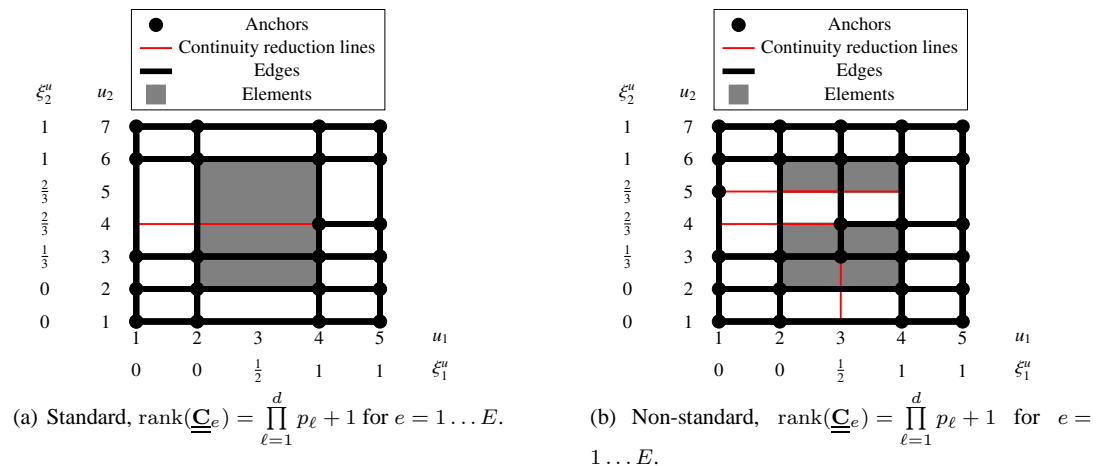 Anchors
Continuity reduction lines
Edges
Elements
ξ₂ᵘ u₂
1 7
1 6
2/3 5
2/3 4
1/3 3
0 2
0 1
1 2 3 4 5 u₁
0 0 1/2 1 1 ξ₁ᵘ
(a) Standard, rank(C̲̲ₑ) = ∏_{ℓ=1}^{d} p_ℓ + 1 for e = 1 … E.
Anchors
Continuity reduction lines
Edges
Elements
ξ₂ᵘ u₂
1 7
1 6
2/3 5
2/3 4
1/3 3
0 2
0 1
1 2 3 4 5 u₁
0 0 1/2 1 1 ξ₁ᵘ
(b) Non-standard, rank(C̲̲ₑ) = ∏_{ℓ=1}^{d} p_ℓ + 1 for e =
1 … E.